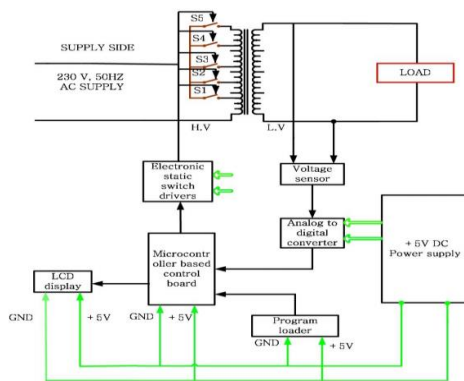 S5
S4
SUPPLY SIDE
S3
LOAD
230 V, 50HZ
AC SUPPLY
S2
S1
H.V
L.V
Electronic
static
switch
drivers
Voltage
sensor
Analog to
digital
converter
+ 5V DC
Power supply
Microcontr
oller based
control
board
LCD
display
GND
+ 5V
GND
+ 5V
Program
loader
GND
+ 5V